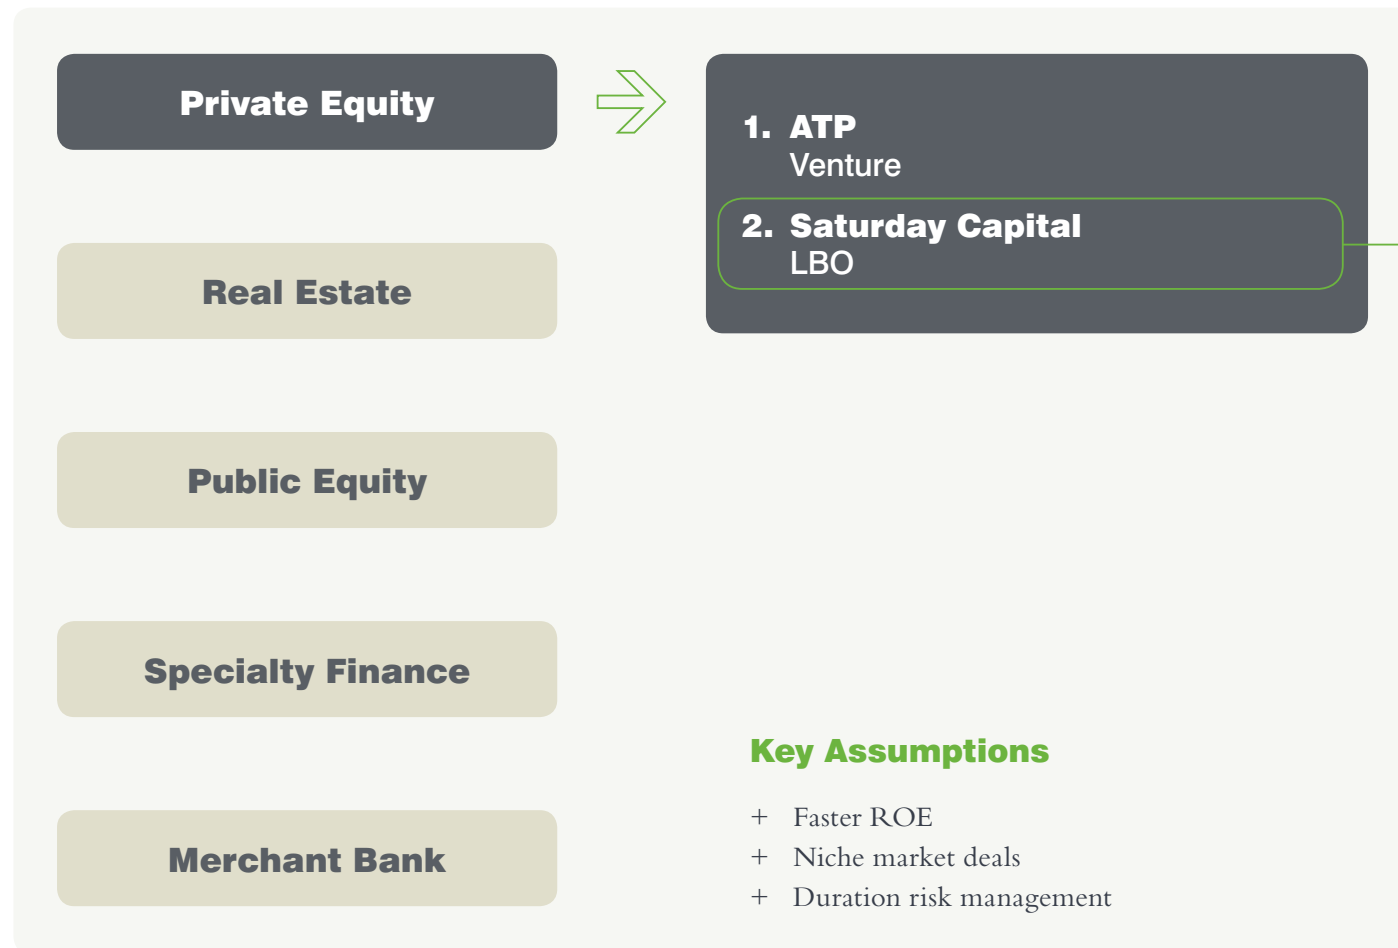 Private Equity
1. ATP
Venture
2. Saturday Capital
LBO
Real Estate
Public Equity
Specialty Finance
Merchant Bank
Key Assumptions
+ Faster ROE
+ Niche market deals
+ Duration risk management